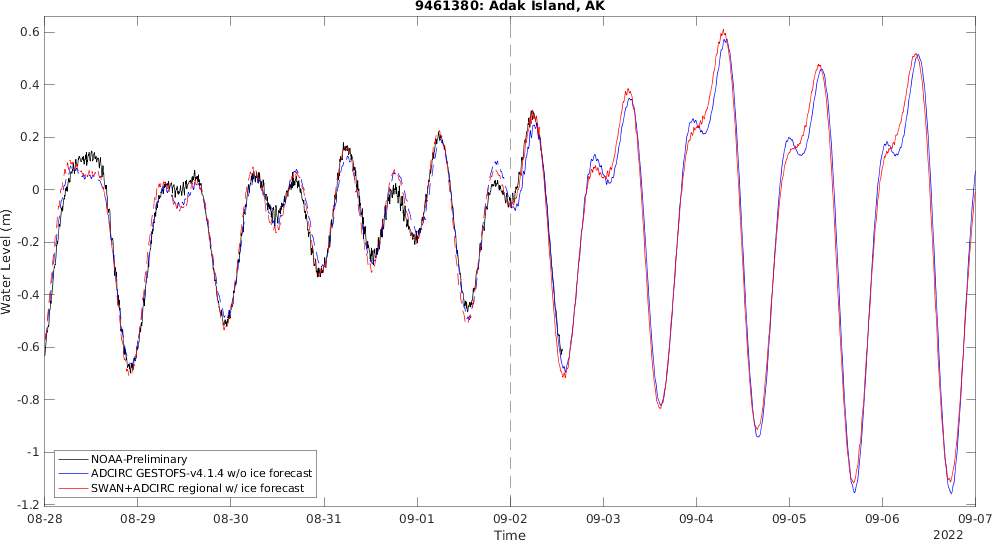 9461380: Adak Island, AK
0.6
0.4
0.2
0
-0.2
-0.4
-0.6
-0.8
-1
-1.2
Water Level (m)
NOAA-Preliminary
ADCIRC GESTOFS-v4.1.4 w/o ice forecast
SWAN+ADCIRC regional w/ ice forecast
08-28 08-29 08-30 08-31 09-01 09-02 09-03 09-04 09-05 09-06 09-07
Time
2022